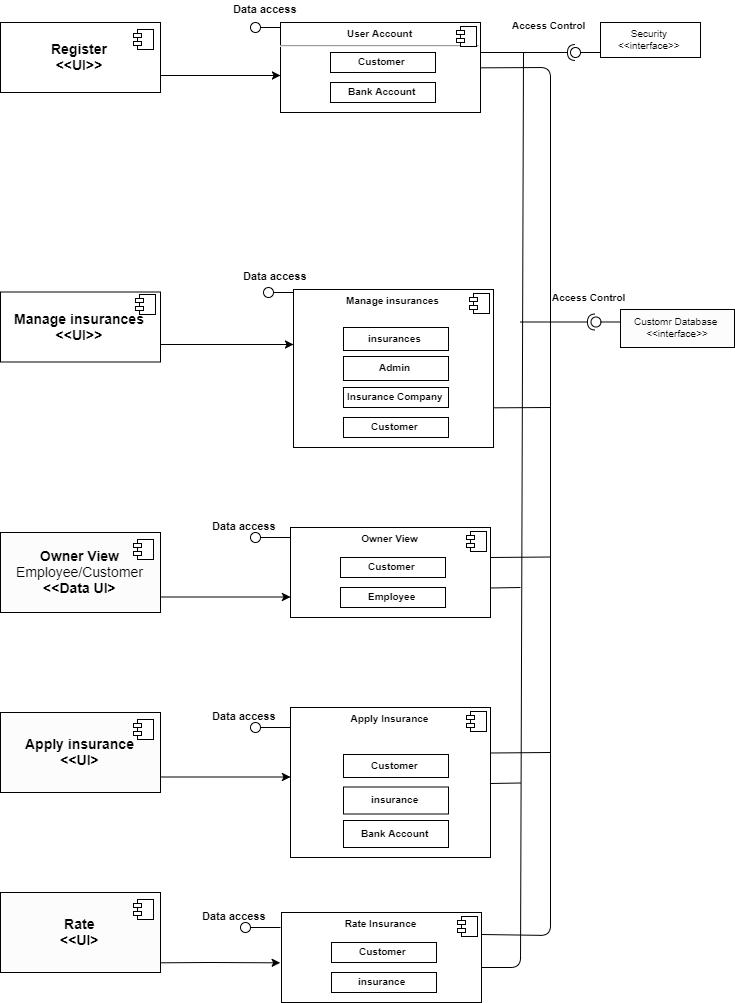 Data access
Register
<<UI>>
User Account
Customer
Bank Account
Access Control
Security
<<interface>>
Data access
Manage insurances
<<UI>>
Manage insurances
insurances
Admin
Insurance Company
Customer
Access Control
Customr Database
<<interface>>
Data access
Owner View
Employee/Customer
<<Data UI>
Owner View
Customer
Employee
Data access
Apply insurance
<<UI>
Apply Insurance
Customer
insurance
Bank Account
Data access
Rate
<<UI>
Rate Insurance
Customer
insurance